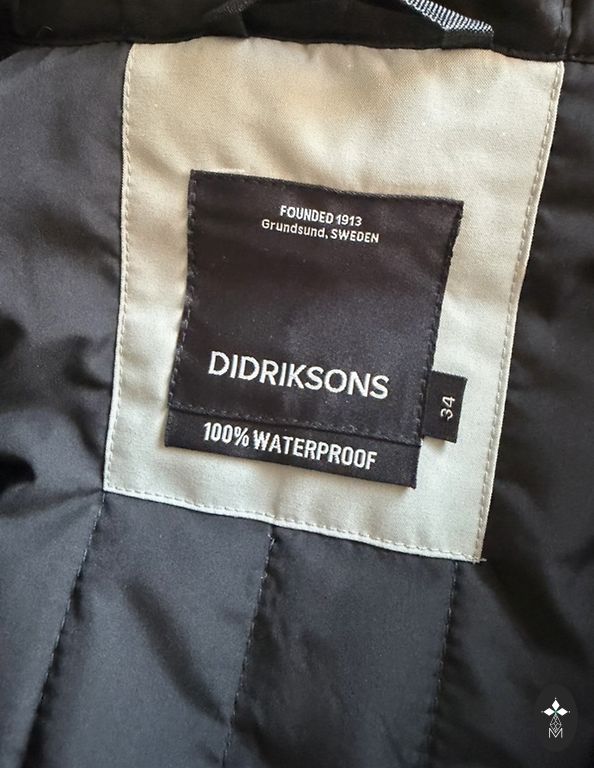 FOUNDED 1913
Grundsund, SWEDEN
DIDRIKSONS
34
100% WATERPROOF
M